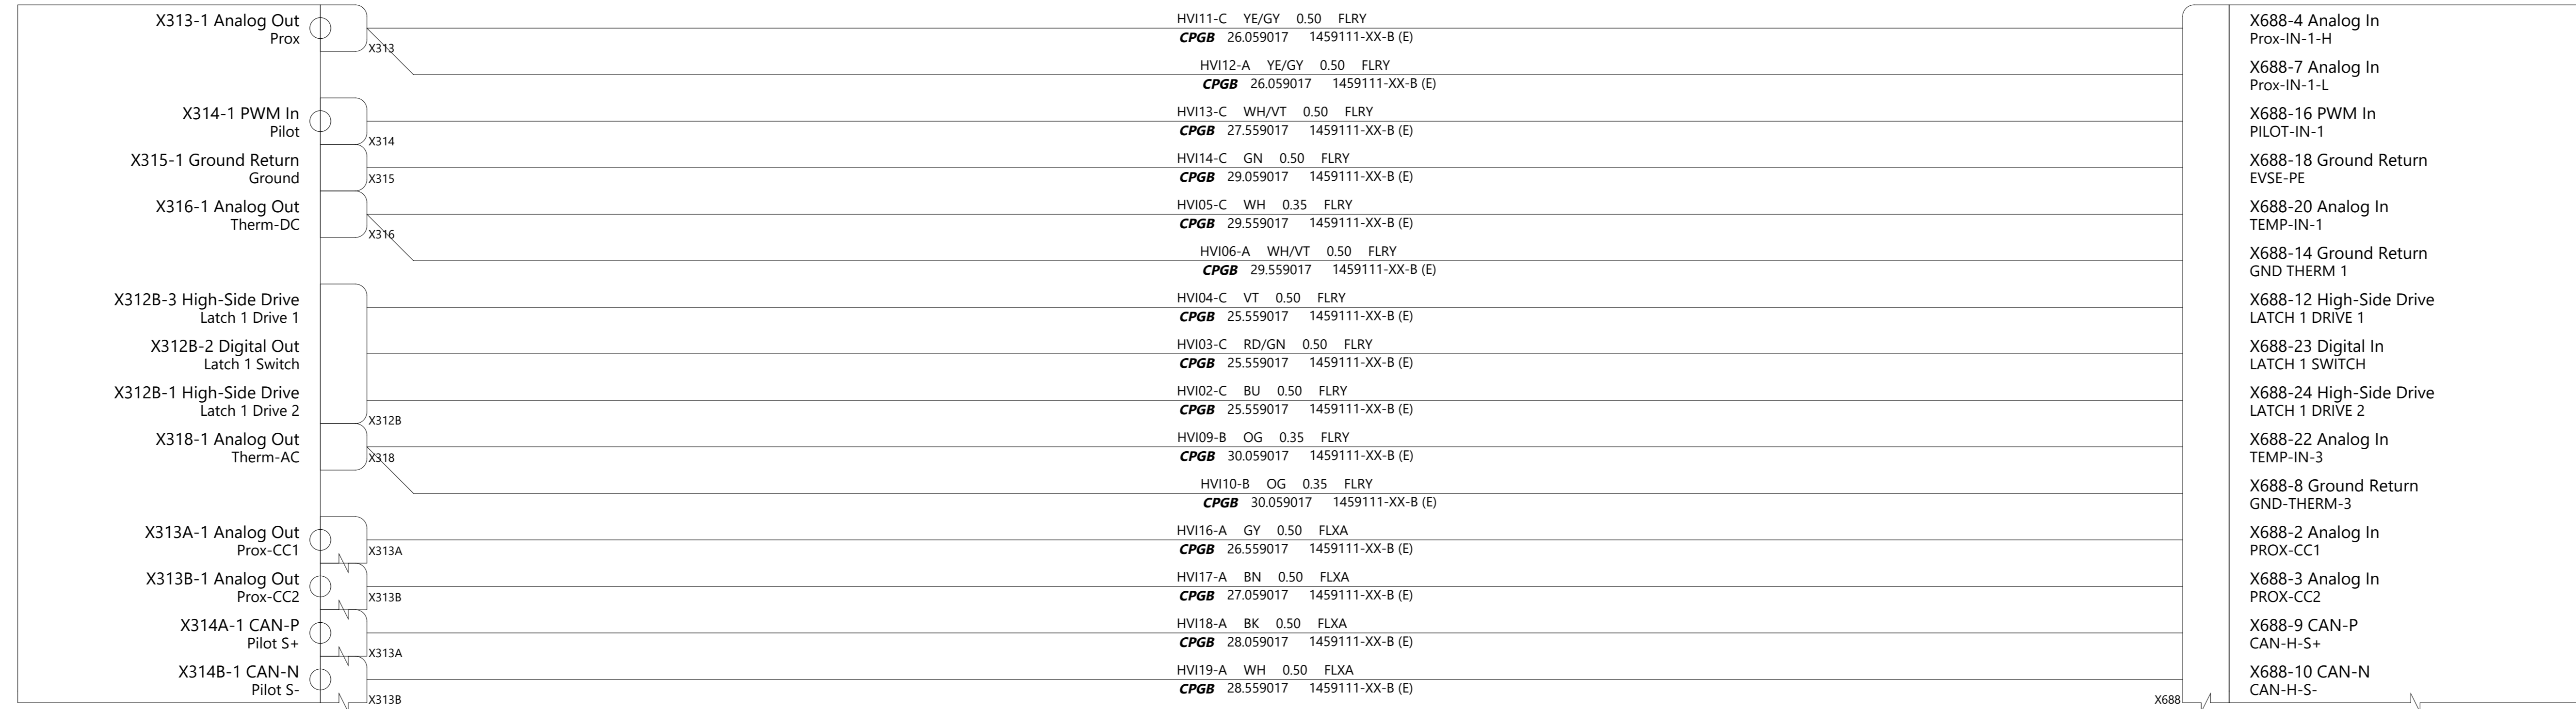 X313-1 Analog Out
Prox
X313
HVI11-C YE/GY 0.50 FLRY
CPGB 26.059017 1459111-XX-B (E)
X688-4 Analog In
Prox-IN-1-H
HVI12-A YE/GY 0.50 FLRY
CPGB 26.059017 1459111-XX-B (E)
X688-7 Analog In
Prox-IN-1-L
X314-1 PWM In
Pilot
X314
HVI13-C WH/VT 0.50 FLRY
CPGB 27.559017 1459111-XX-B (E)
X688-16 PWM In
PILOT-IN-1
X315-1 Ground Return
Ground
X315
HVI14-C GN 0.50 FLRY
CPGB 29.059017 1459111-XX-B (E)
X688-18 Ground Return
EVSE-PE
X316-1 Analog Out
Therm-DC
X316
HVI05-C WH 0.35 FLRY
CPGB 29.559017 1459111-XX-B (E)
X688-20 Analog In
TEMP-IN-1
HVI06-A WH/VT 0.50 FLRY
CPGB 29.559017 1459111-XX-B (E)
X688-14 Ground Return
GND THERM 1
X312B-3 High-Side Drive
Latch 1 Drive 1
HVI04-C VT 0.50 FLRY
CPGB 25.559017 1459111-XX-B (E)
X688-12 High-Side Drive
LATCH 1 DRIVE 1
X312B-2 Digital Out
Latch 1 Switch
HVI03-C RD/GN 0.50 FLRY
CPGB 25.559017 1459111-XX-B (E)
X688-23 Digital In
LATCH 1 SWITCH
X312B-1 High-Side Drive
Latch 1 Drive 2
X312B
HVI02-C BU 0.50 FLRY
CPGB 25.559017 1459111-XX-B (E)
X688-24 High-Side Drive
LATCH 1 DRIVE 2
X318-1 Analog Out
Therm-AC
X318
HVI09-B OG 0.35 FLRY
CPGB 30.059017 1459111-XX-B (E)
X688-22 Analog In
TEMP-IN-3
HVI10-B OG 0.35 FLRY
CPGB 30.059017 1459111-XX-B (E)
X688-8 Ground Return
GND-THERM-3
X313A-1 Analog Out
Prox-CC1
X313A
HVI16-A GY 0.50 FLXA
CPGB 26.559017 1459111-XX-B (E)
X688-2 Analog In
PROX-CC1
X313B-1 Analog Out
Prox-CC2
X313B
HVI17-A BN 0.50 FLXA
CPGB 27.059017 1459111-XX-B (E)
X688-3 Analog In
PROX-CC2
X314A-1 CAN-P
Pilot S+
X313A
HVI18-A BK 0.50 FLXA
CPGB 28.059017 1459111-XX-B (E)
X688-9 CAN-P
CAN-H-S+
X314B-1 CAN-N
Pilot S-
X313B
HVI19-A WH 0.50 FLXA
CPGB 28.559017 1459111-XX-B (E)
X688
X688-10 CAN-N
CAN-H-S-